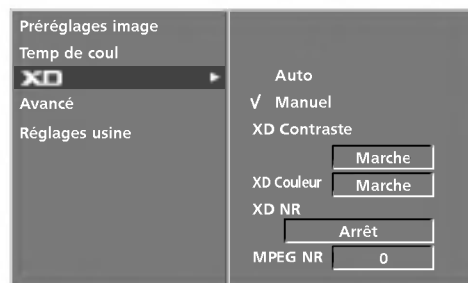 Préréglages image
Temp de coul
XD
Avancé
Réglages usine
Auto
√ Manuel
XD Contraste
Marche
XD Couleur Marche
XD NR
Arrêt
MPEG NR 0